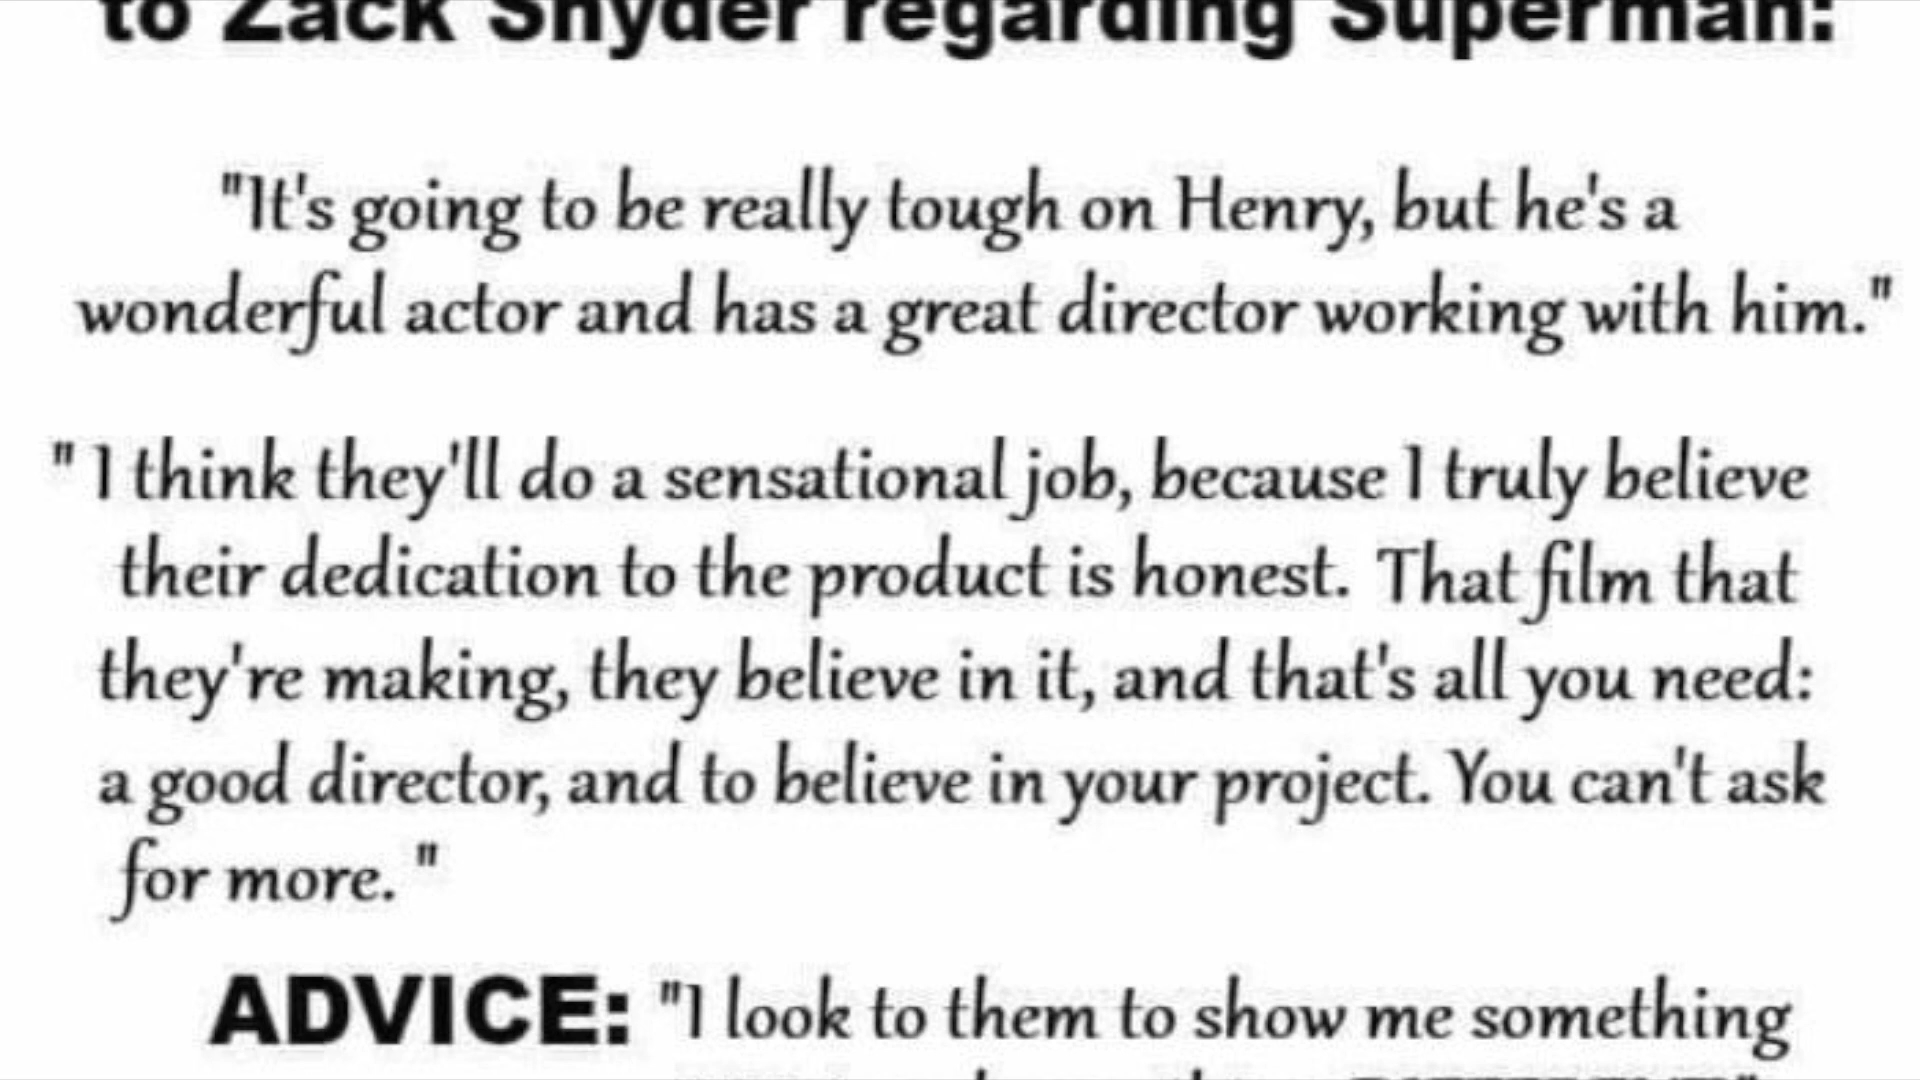 to Zack Snyder regarding Superman:
"It's going to be really tough on Henry, but he's a
wonderful actor and has a great director working with him."
" I think they'll do a sensational job, because I truly believe
their dedication to the product is honest. That film that
they're making, they believe in it, and that's all you need:
a good director, and to believe in your project. You can't ask
for more. "
ADVICE: "I look to them to show me something